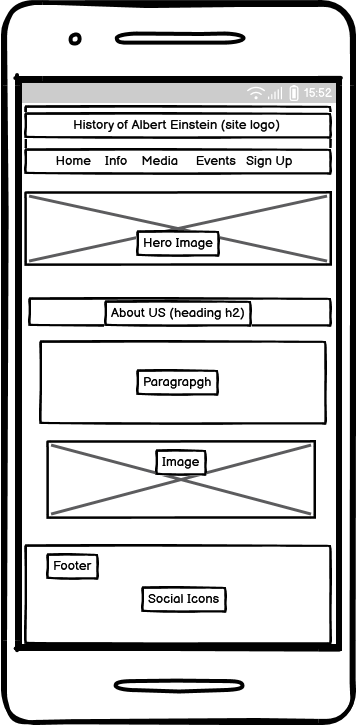 15:52
History of Albert Einstein (site logo)
Home Info Media Events Sign Up
Hero Image
About US (heading h2)
Paragrapgh
Image
Footer
Social Icons